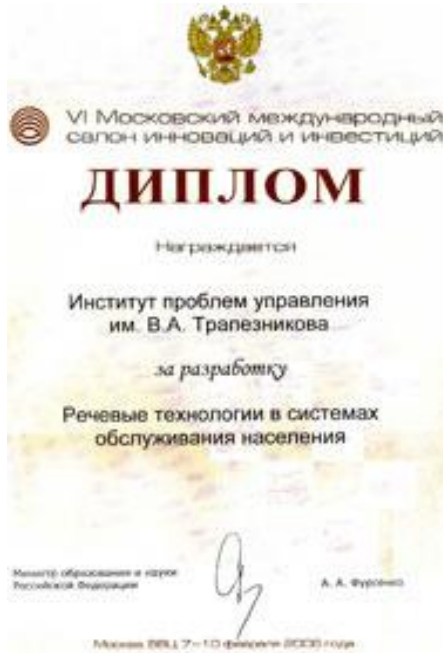 VI Московский международный
салон инноваций и инвестиций
ДИПЛОМ
Награждается
Институт проблем управления
им. В.А. Трапезникова
за разработку
Речевые технологии в системах
обслуживания населения
Министр образования и науки
Российской Федерации
А. А. Фурсенко
Москва ВВЦ 7–10 февраля 2006 года